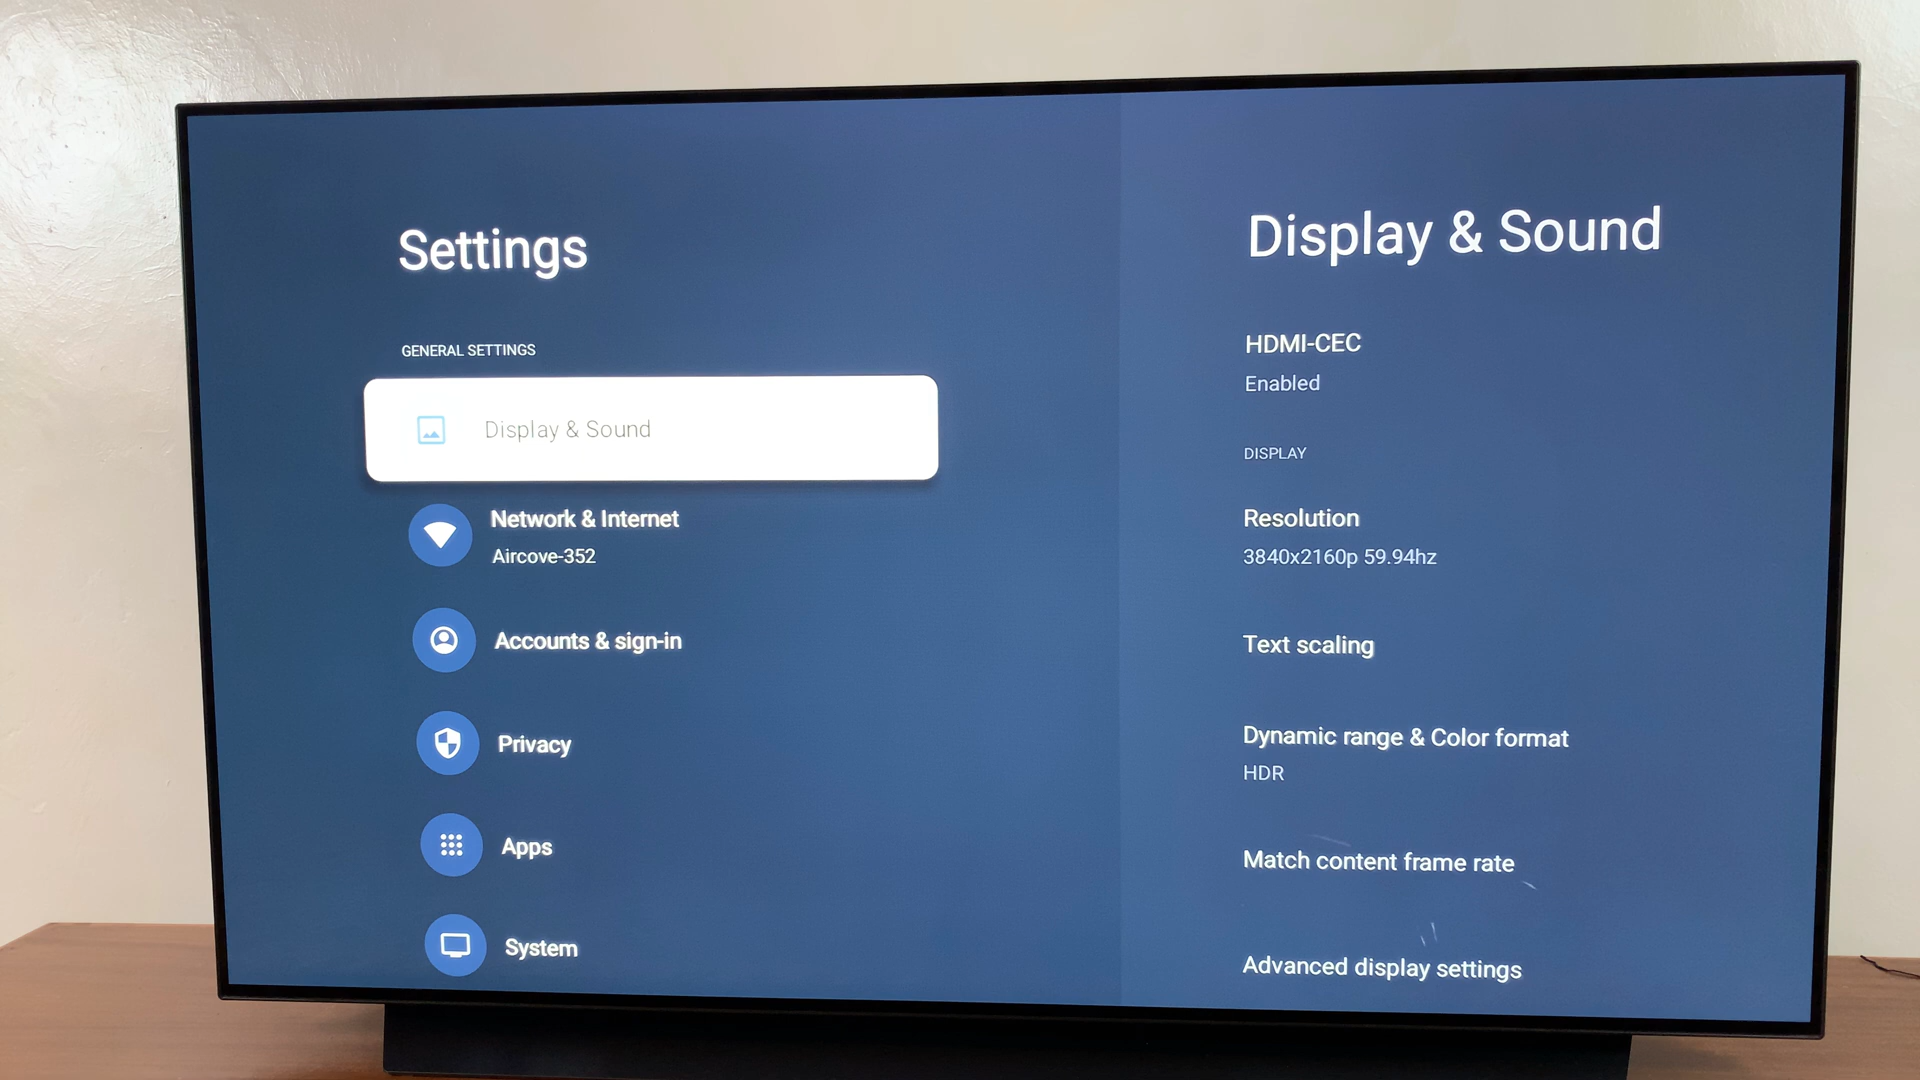 Settings
GENERAL SETTINGS
Display & Sound
Network & Internet
Aircove-352
Accounts & sign-in
Privacy
Apps
System
Display & Sound
HDMI-CEC
Enabled
DISPLAY
Resolution
3840x2160p 59.94hz
Text scaling
Dynamic range & Color format
HDR
Match content frame rate
Advanced display settings